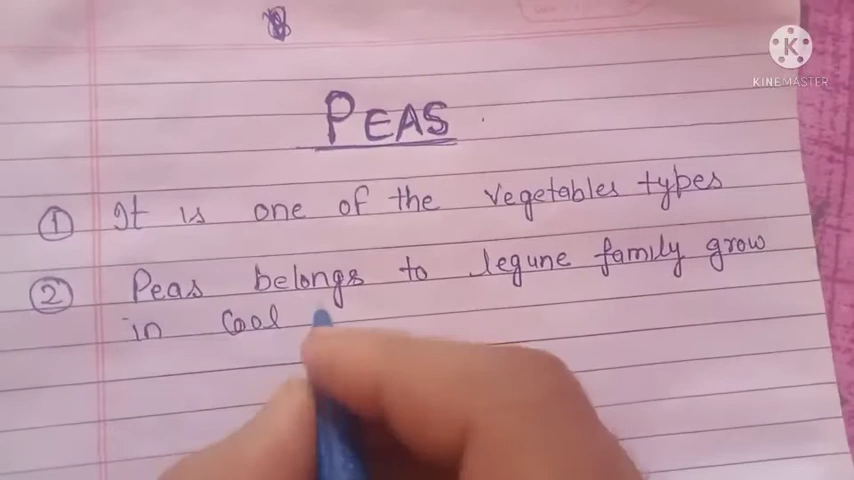 K
KINEMASTER
PEAS
① It is one of the vegetables types
② Peas belongs to legune family grow
in cool